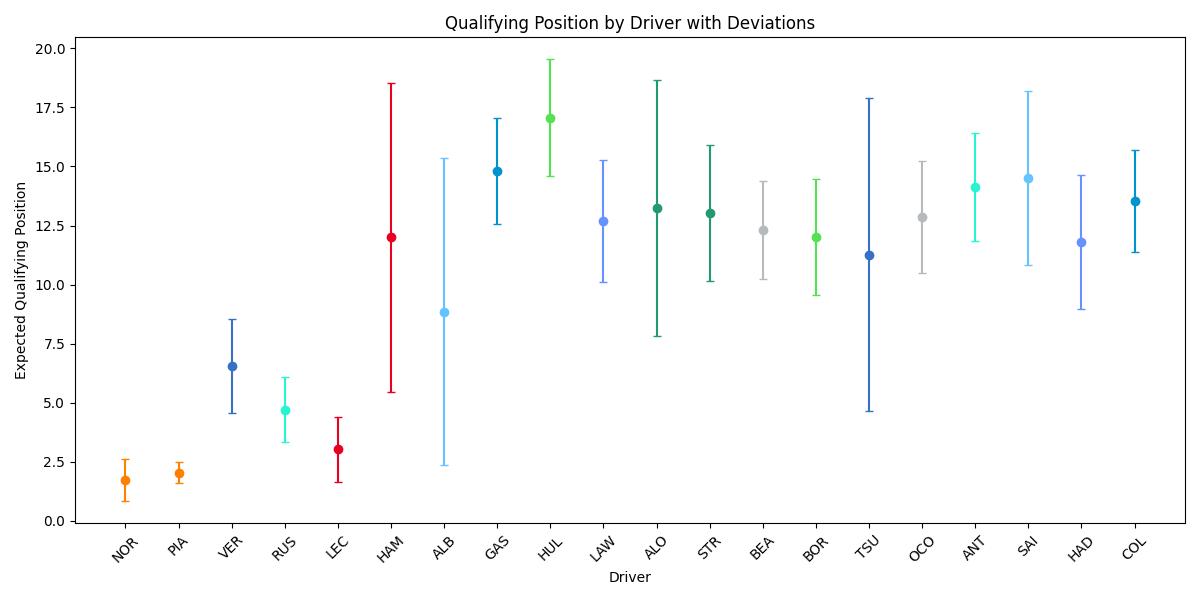 Qualifying Position by Driver with Deviations
Expected Qualifying Position
20.0
17.5
15.0
12.5
10.0
7.5
5.0
2.5
0.0
NOR PIA VER RUS LEC HAM ALB GAS HUL LAW ALO STR BEA BOR TSU OCO ANT SAI HAD COL
Driver